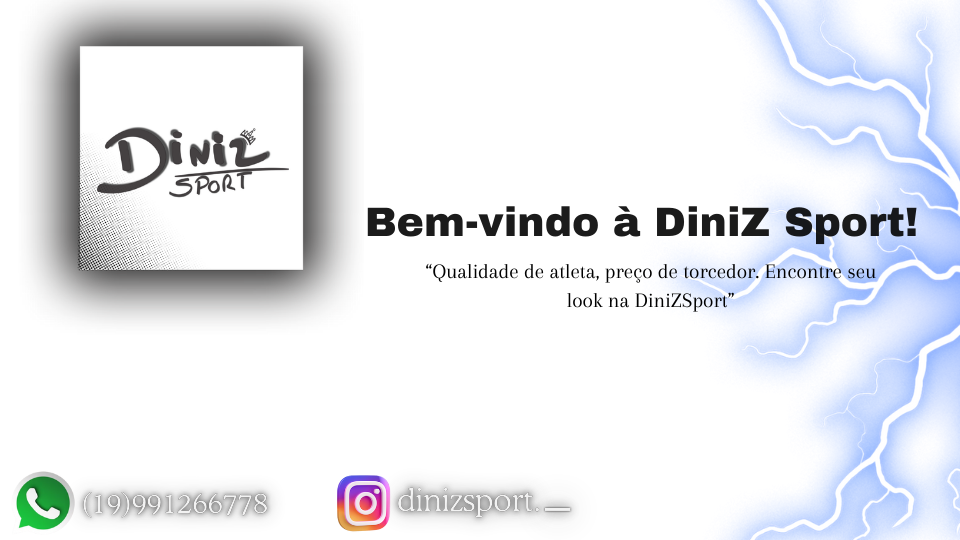 DiniZ
SPORT
Bem-vindo à DiniZ Sport!
“Qualidade de atleta, preço de torcedor. Encontre seu
look na DiniZSport”
(19)991266778
dinizsport.__